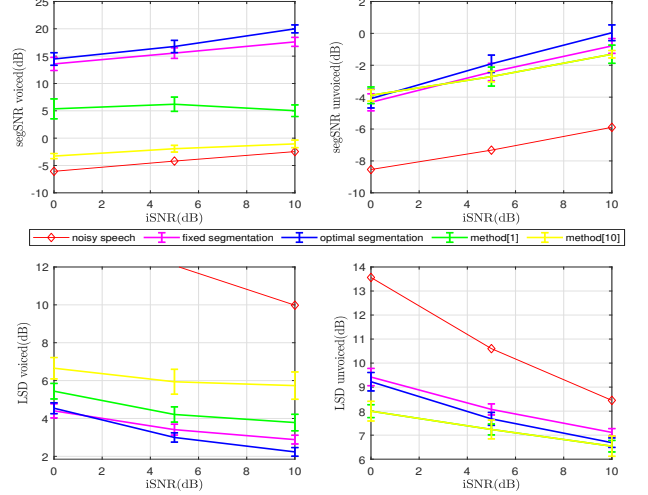 25
20
15
10
5
0
-5
-10
segSNR voiced(dB)
0 2 4 6 8 10
iSNR(dB)
2
0
-2
-4
-6
-8
-10
segSNR unvoiced(dB)
0 2 4 6 8 10
iSNR(dB)
noisy speech fixed segmentation optimal segmentation method[1] method[10]
12
10
8
6
4
2
LSD voiced(dB)
0 2 4 6 8 10
iSNR(dB)
14
13
12
11
10
9
8
7
6
LSD unvoiced(dB)
0 2 4 6 8 10
iSNR(dB)